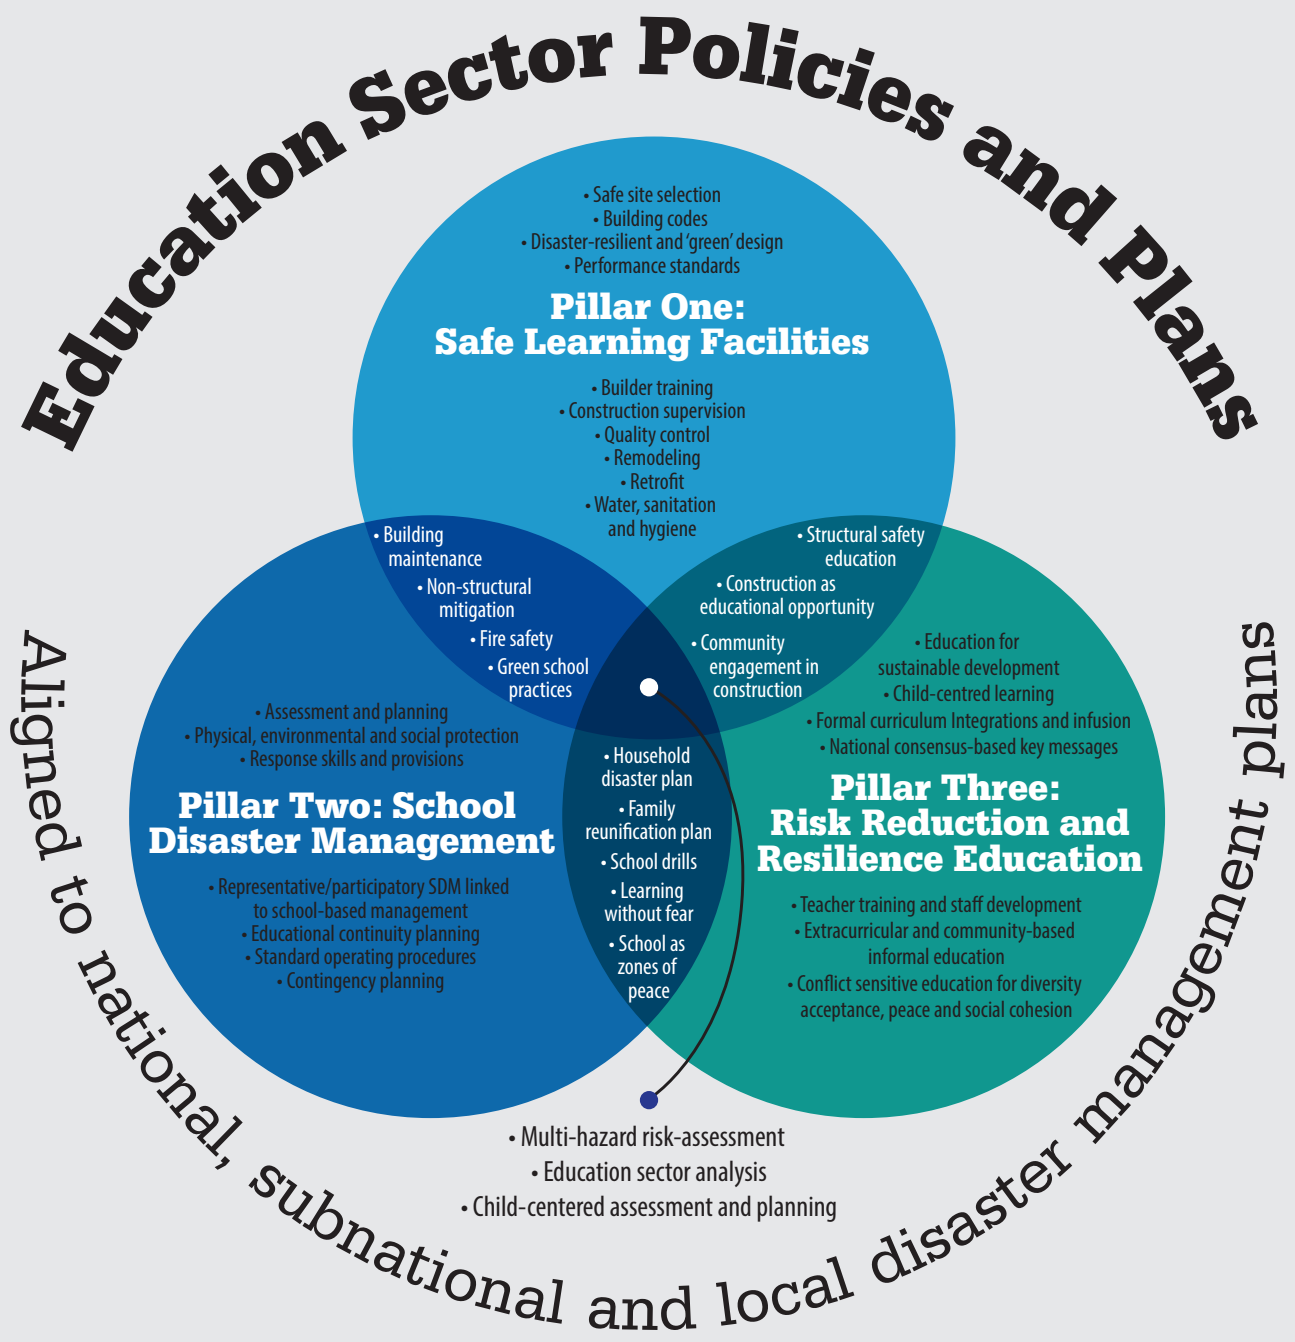 Education Sector Policies and Plans
• Safe site selection
• Building codes
• Disaster-resilient and ‘green’ design
• Performance standards
Pillar One:
Safe Learning Facilities
• Builder training
• Construction supervision
• Quality control
• Remodeling
• Retrofit
• Water, sanitation
and hygiene
• Building
maintenance
• Non-structural
mitigation
• Fire safety
• Green school
practices
• Structural safety
education
• Construction as
educational opportunity
• Community
engagement in
construction
• Assessment and planning
• Physical, environmental and social protection
• Response skills and provisions
Pillar Two: School
Disaster Management
• Representative/participatory SDM linked
to school-based management
• Educational continuity planning
• Standard operating procedures
• Contingency planning
• Household
disaster plan
• Family
reunification plan
• School drills
• Learning
without fear
• School as
zones of
peace
• Education for
sustainable development
• Child-centred learning
• Formal curriculum Integrations and infusion
• National consensus-based key messages
Pillar Three:
Risk Reduction and
Resilience Education
• Teacher training and staff development
• Extracurricular and community-based
informal education
• Conflict sensitive education for diversity
acceptance, peace and social cohesion
• Multi-hazard risk-assessment
• Education sector analysis
• Child-centered assessment and planning
Aligned to national, subnational and local disaster management plans